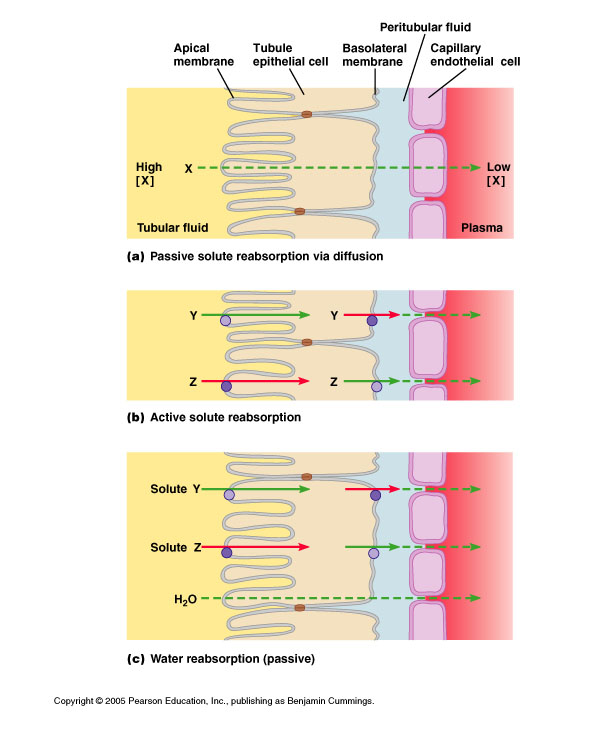 Peritubular fluid
Apical membrane
Tubule epithelial cell
Basolateral membrane
Capillary endothelial cell
High [X]
X
Low [X]
Tubular fluid
Plasma
(a) Passive solute reabsorption via diffusion
Y
Y
Z
Z
(b) Active solute reabsorption
Solute Y
Solute Z
H₂O
(c) Water reabsorption (passive)
Copyright © 2005 Pearson Education, Inc., publishing as Benjamin Cummings.